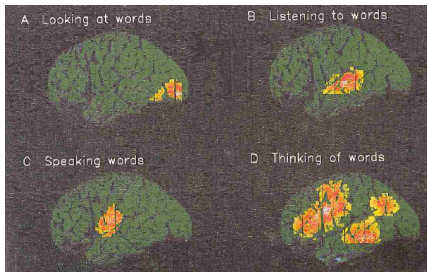 A Looking at words
B Listening to words
C Speaking words
D Thinking of words